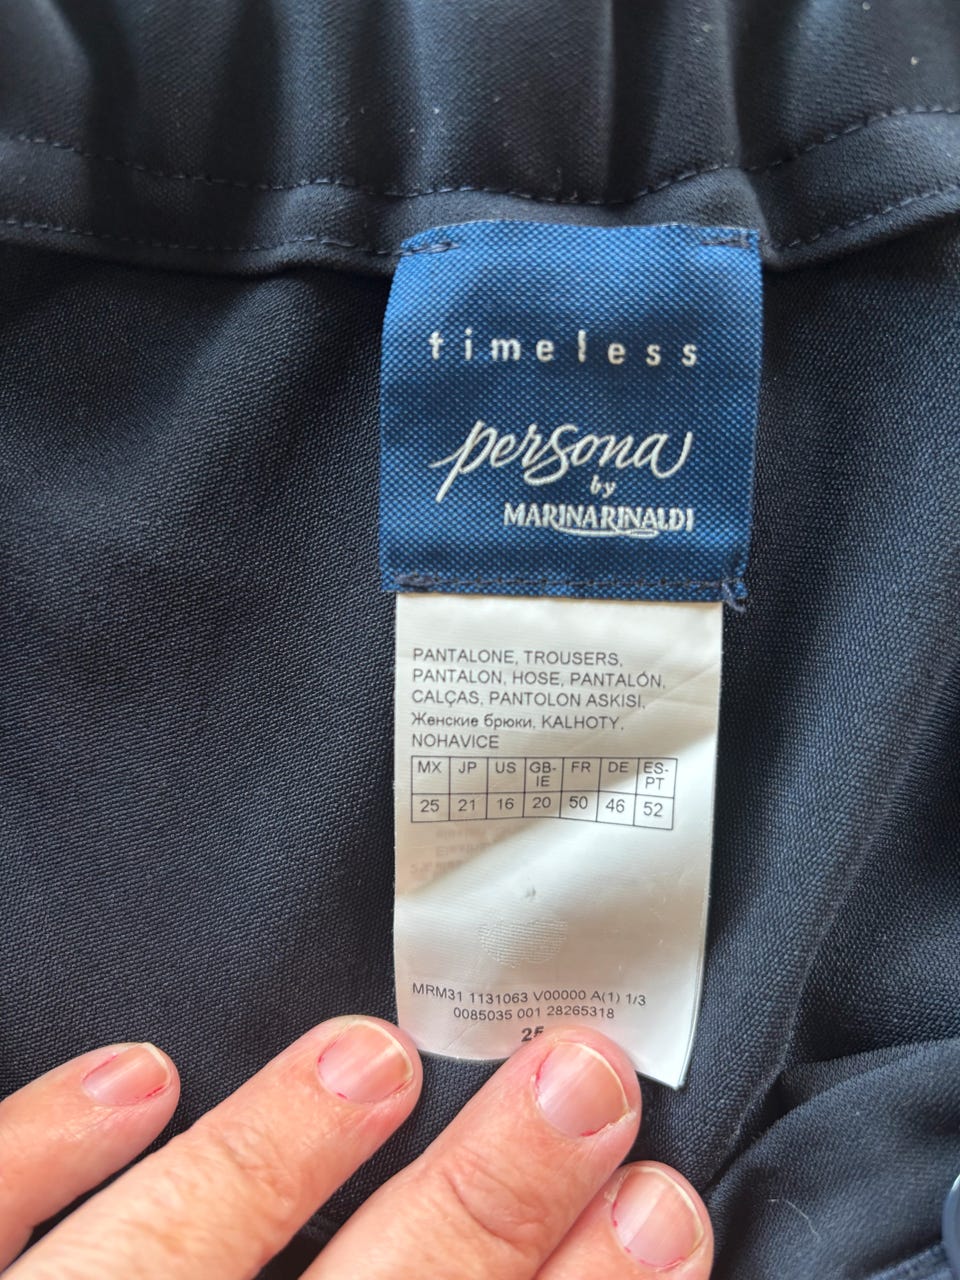 timeless
persona
by
MARINA RINALDI
PANTALONE, TROUSERS,
PANTALON, HOSE, PANTALÓN,
CALÇAS, PANTOLON ASKISI,
Женские брюки, KALHOTY,
NOHAVICE
MX JP US GB-IE FR DE ES-PT
25 21 16 20 50 46 52
MRM31 1131063 V00000 A(1) 1/3
0085035 001 28265318